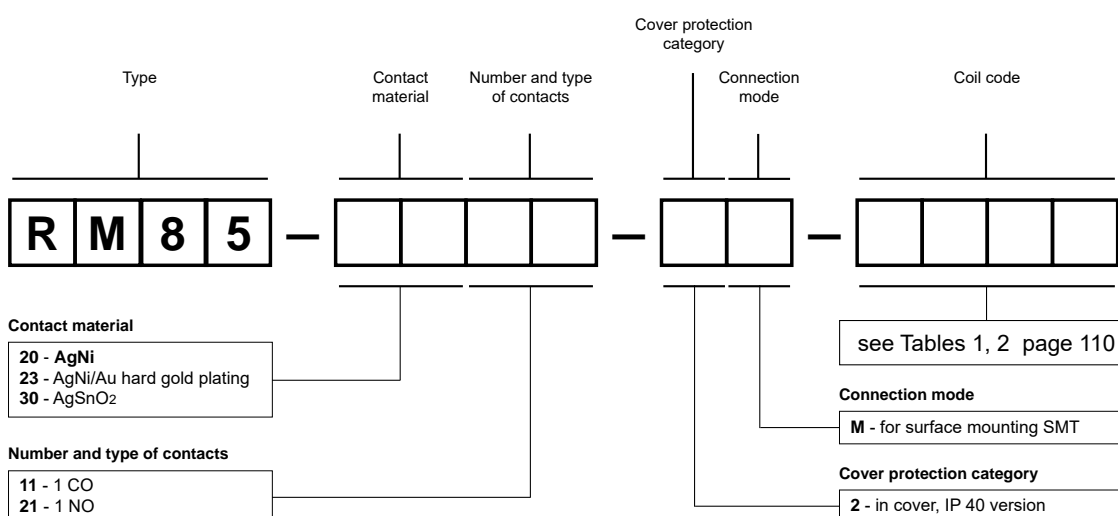 Cover protection
category
Type
Contact
material
Number and type
of contacts
Connection
mode
Coil code
R M 8 5 – – –
Contact material
20 - AgNi
23 - AgNi/Au hard gold plating
30 - AgSnO2
see Tables 1, 2 page 110
Connection mode
M - for surface mounting SMT
Number and type of contacts
11 - 1 CO
21 - 1 NO
Cover protection category
2 - in cover, IP 40 version